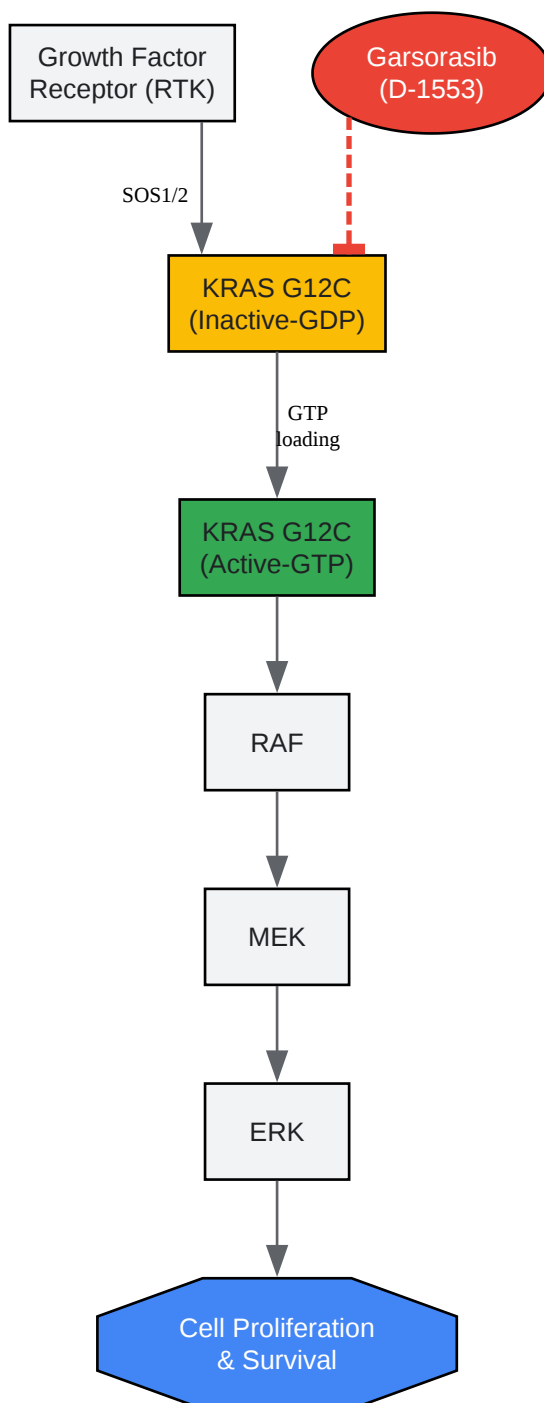 Growth Factor
Receptor (RTK)
Garsorasib
(D-1553)
SOS1/2
KRAS G12C
(Inactive-GDP)
GTP
loading
KRAS G12C
(Active-GTP)
RAF
MEK
ERK
Cell Proliferation
& Survival